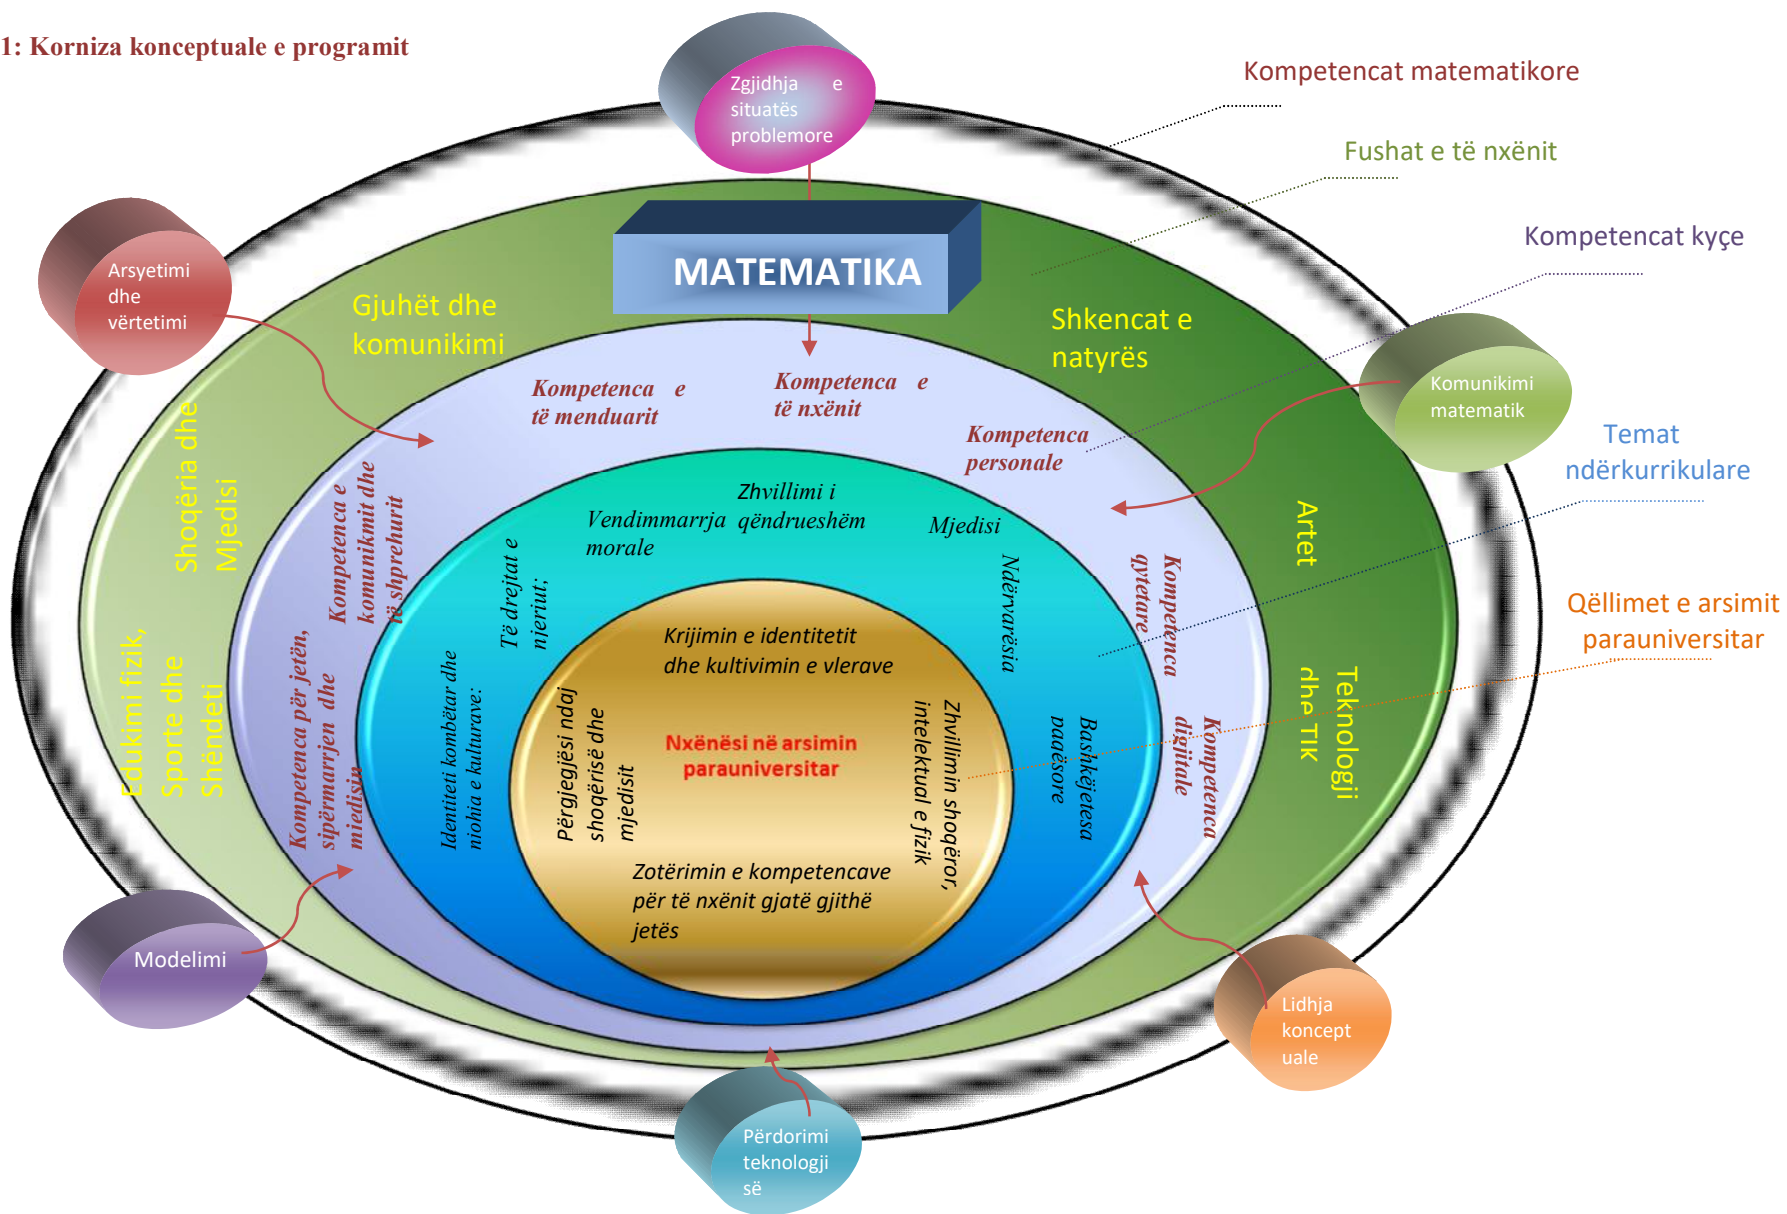 1: Korniza konceptuale e programit
Zgjidhja e
situatës
problemore
Kompetencat matematikore
Fushat e të nxënit
Kompetencat kyçe
Temat
ndërkurrikulare
Qëllimet e arsimit
parauniversitar
Arsyetimi
dhe
vërtetimi
MATEMATIKA
Gjuhët dhe
komunikimi
Shkencat e
natyrës
Komunikimi
matematik
Shoqëria dhe
Mjedisi
Artet
Edukimi fizik,
Sporte dhe
Shëndeti
Teknologji
dhe TIK
Kompetenca e
të menduarit
Kompetenca e
të nxënit
Kompetenca
personale
Kompetenca e
komunikmit dhe
të shprehurit
Kompetenca
qytetare
Kompetenca për jetën,
sipërmarrjen dhe
mjedisin
Kompetenca
digjitale
Vendimmarrja
morale
Zhvillimi i
qëndrueshëm
Mjedisi
Të drejtat e
njeriut;
Ndërvarësia
Identiteti kombëtar dhe
njohja e kulturave:
Bashkëjetesa
paqësore
Krijimin e identitetit
dhe kultivimin e vlerave
Përgjegjësi ndaj
shoqërisë dhe
mjedisit
Nxënësi në arsimin
parauniversitar
Zhvillimin shoqëror,
intelektual e fizik
Zotërimin e kompetencave
për të nxënit gjatë gjithë
jetës
Modelimi
Lidhja
koncept
uale
Përdorimi
teknologji
së